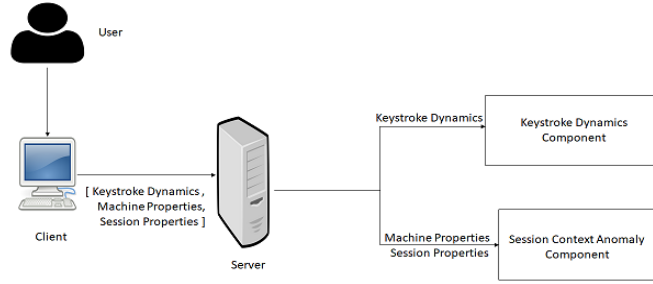 User
Keystroke Dynamics
Keystroke Dynamics
Component
[ Keystroke Dynamics ,
Machine Properties,
Session Properties ]
Client
Server
Machine Properties
Session Properties
Session Context Anomaly
Component